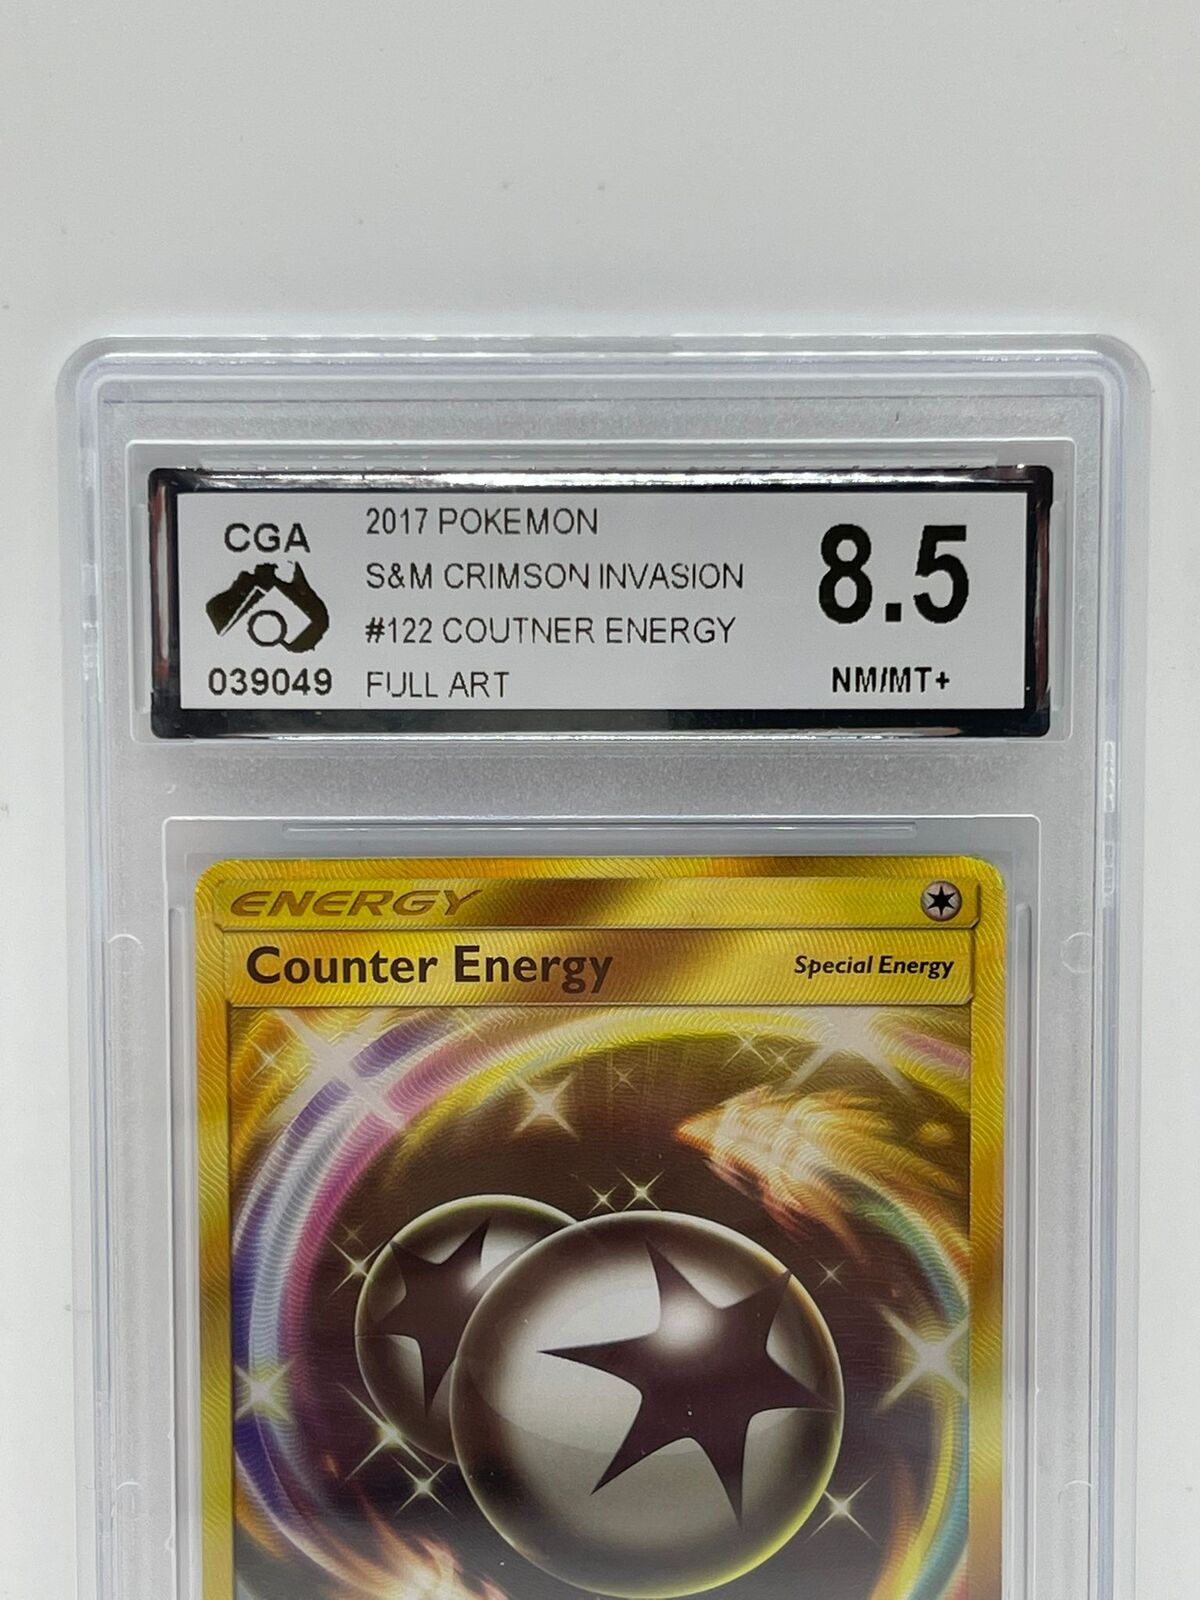 CGA
039049
2017 POKEMON
S&M CRIMSON INVASION
#122 COUTNER ENERGY
FULL ART
8.5
NM/MT+
ENERGY
Counter Energy
Special Energy